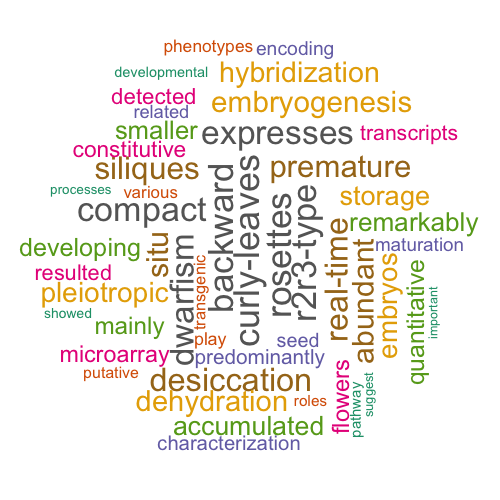 phenotypes encoding
developmental hybridization
detected embryogenesis
related
smaller expresses transcripts
constitutive
siliques premature
processes various storage
compact backward curly-leaves rosettes r2r3-type
remarkably
developing situ dwarfism transgenic real-time abundant maturation
resulted embryos quantitative important
pleiotropic
showed
mainly play seed
microarray predominantly
putative desiccation flowers pathway suggest
dehydration roles
accumulated
characterization